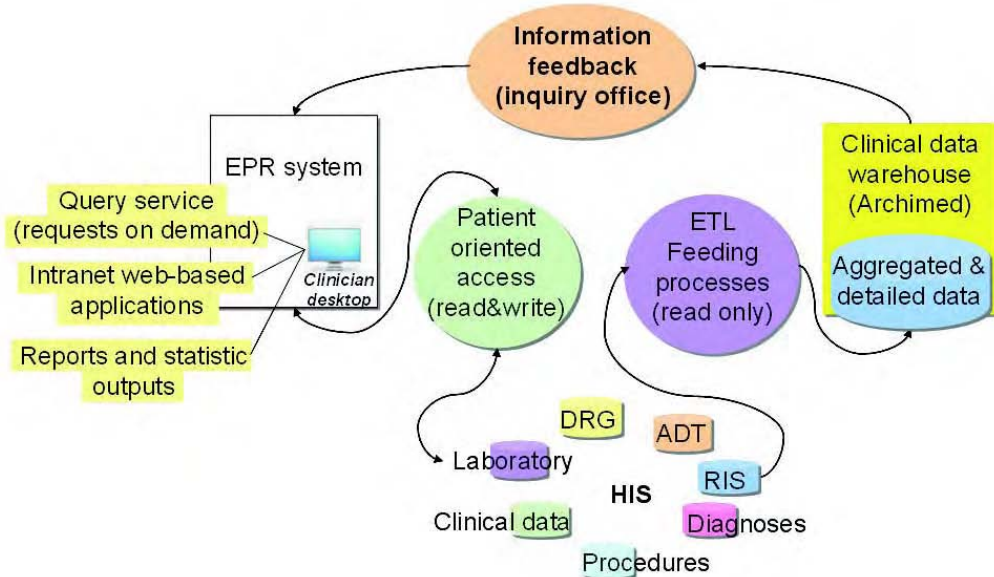 Information
feedback
(inquiry office)
EPR system
Query service
(requests on demand)
Intranet web-based
applications
Reports and statistic
outputs
Clinician
desktop
Patient
oriented
access
(read&write)
ETL
Feeding
processes
(read only)
Clinical data
warehouse
(Archimed)
Aggregated &
detailed data
DRG
ADT
Laboratory
RIS
HIS
Clinical data
Diagnoses
Procedures